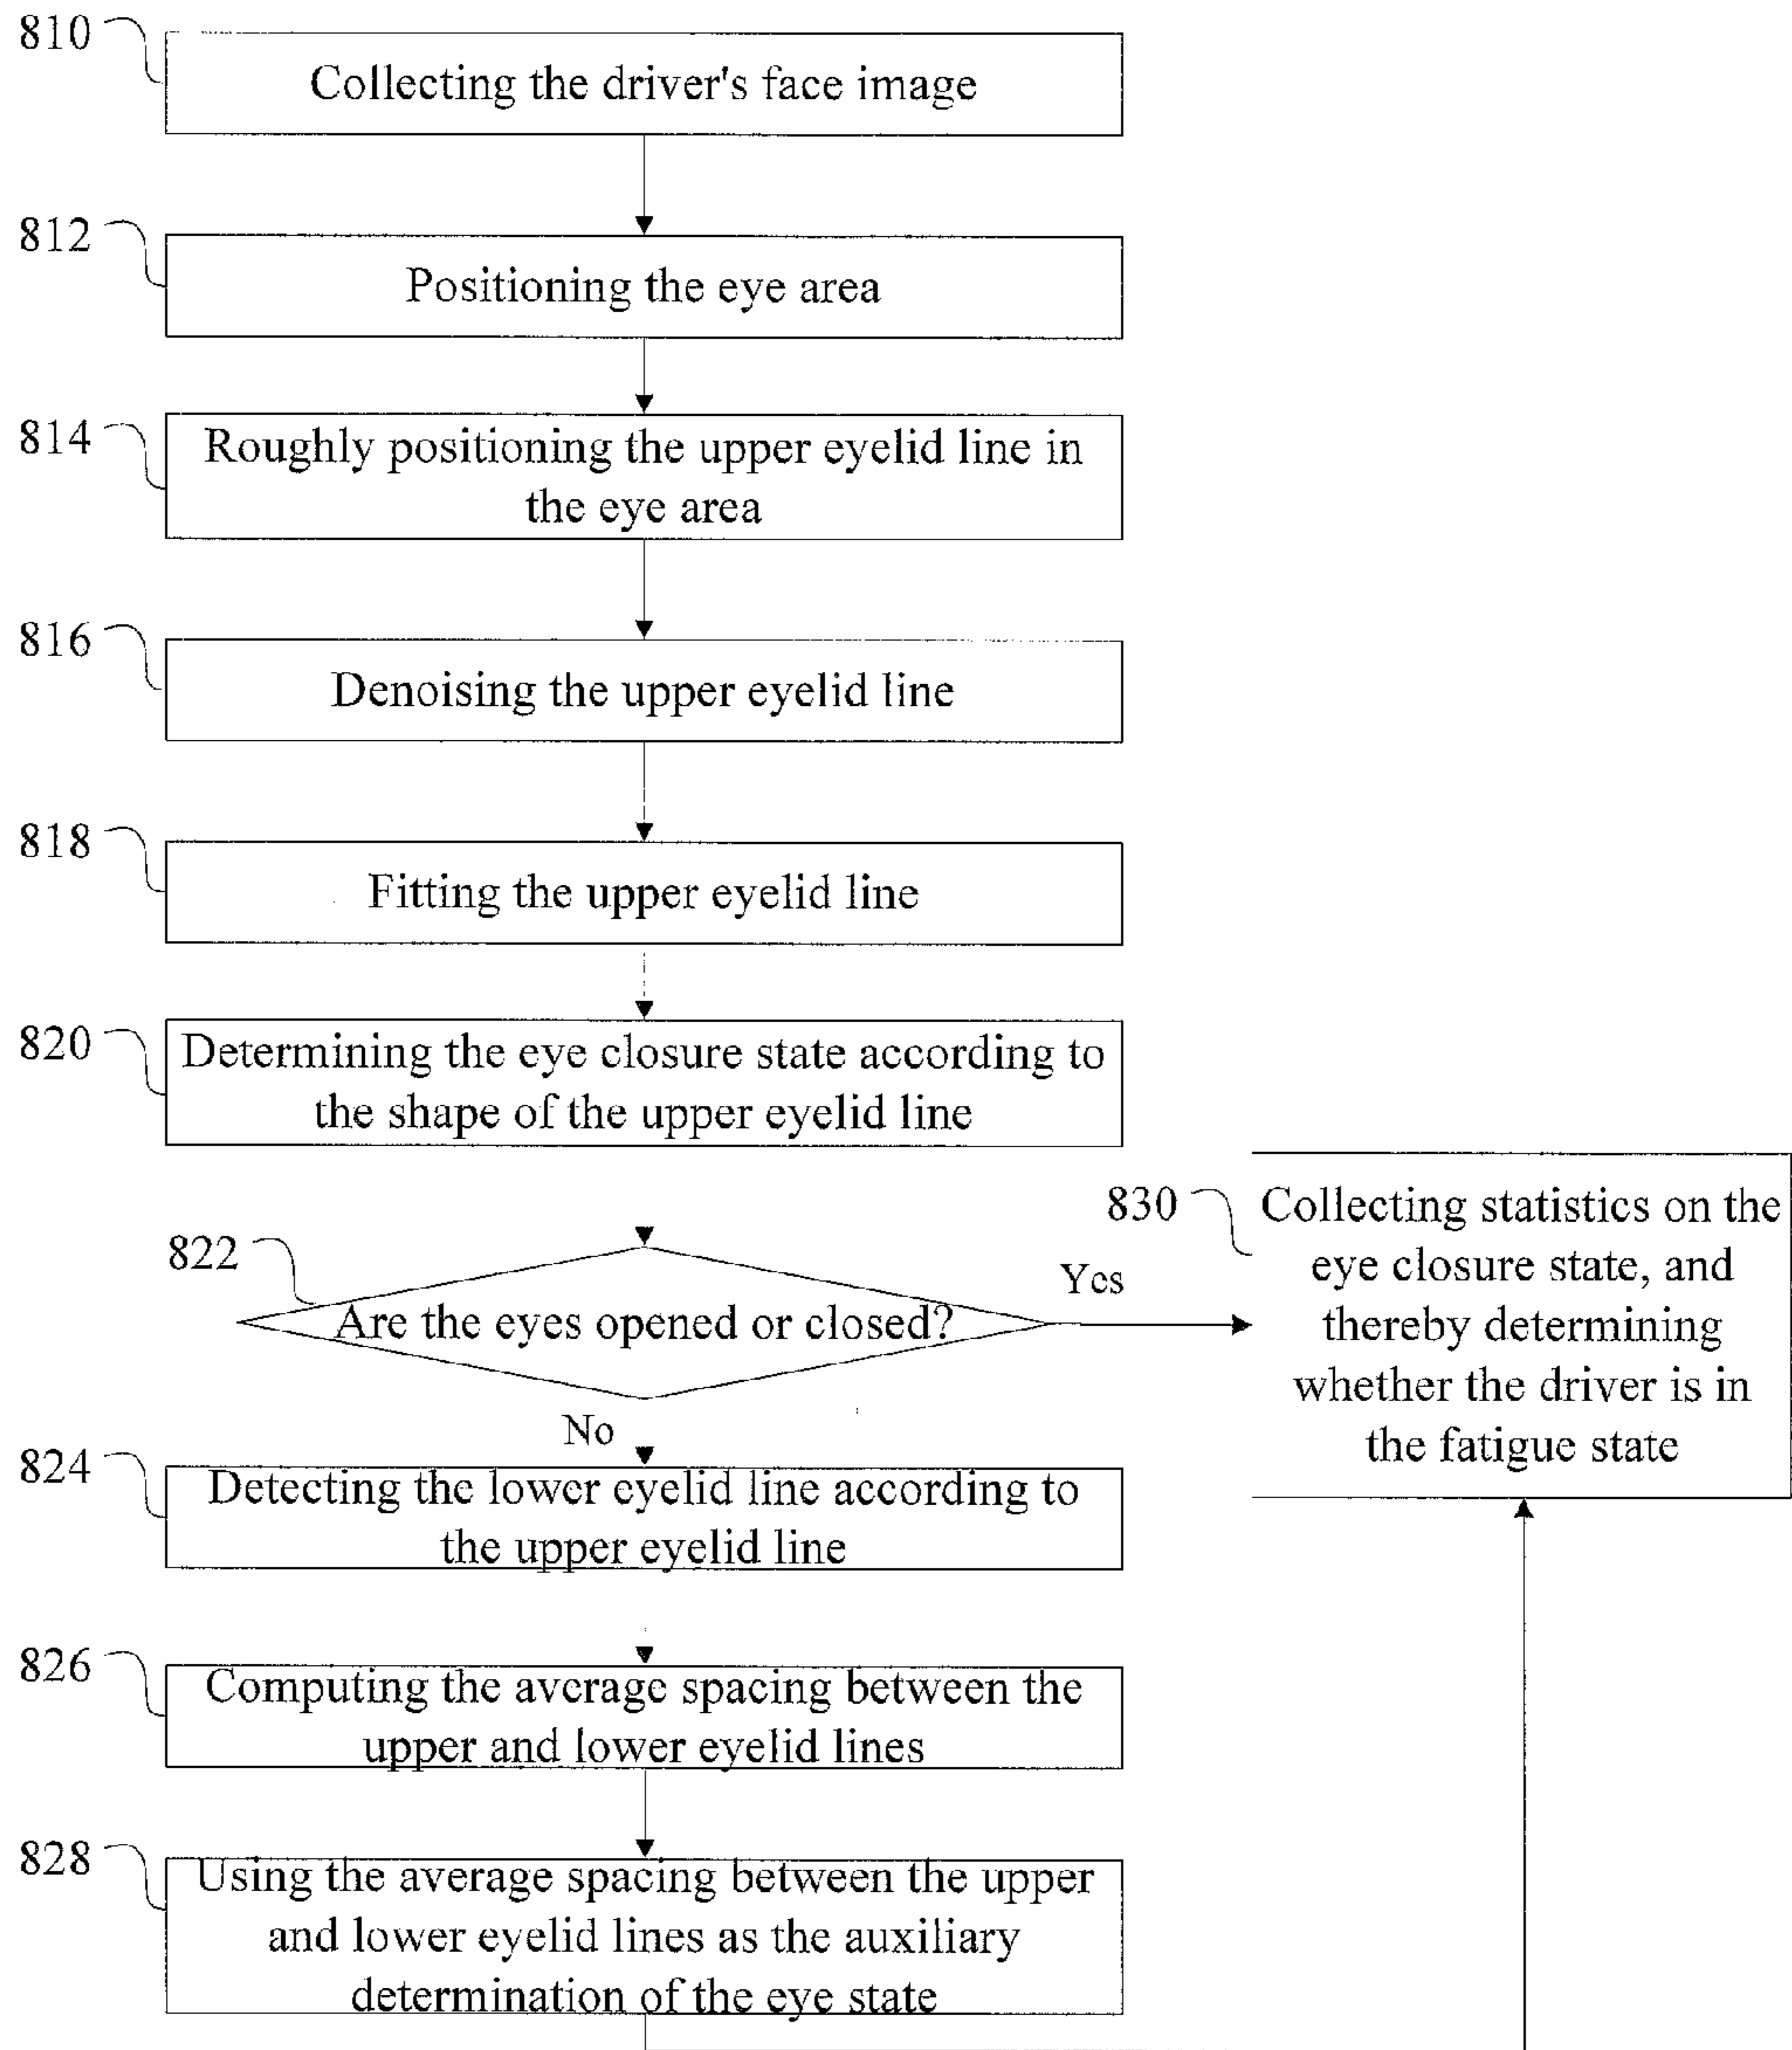 810
Collecting the driver's face image
812
Positioning the eye area
814
Roughly positioning the upper eyelid line in
the eye area
816
Denoising the upper eyelid line
818
Fitting the upper eyelid line
820
Determining the eye closure state according to
the shape of the upper eyelid line
822
Are the eyes opened or closed?
Yes
No
830
Collecting statistics on the
eye closure state, and
thereby determining
whether the driver is in
the fatigue state
824
Detecting the lower eyelid line according to
the upper eyelid line
826
Computing the average spacing between the
upper and lower eyelid lines
828
Using the average spacing between the upper
and lower eyelid lines as the auxiliary
determination of the eye state